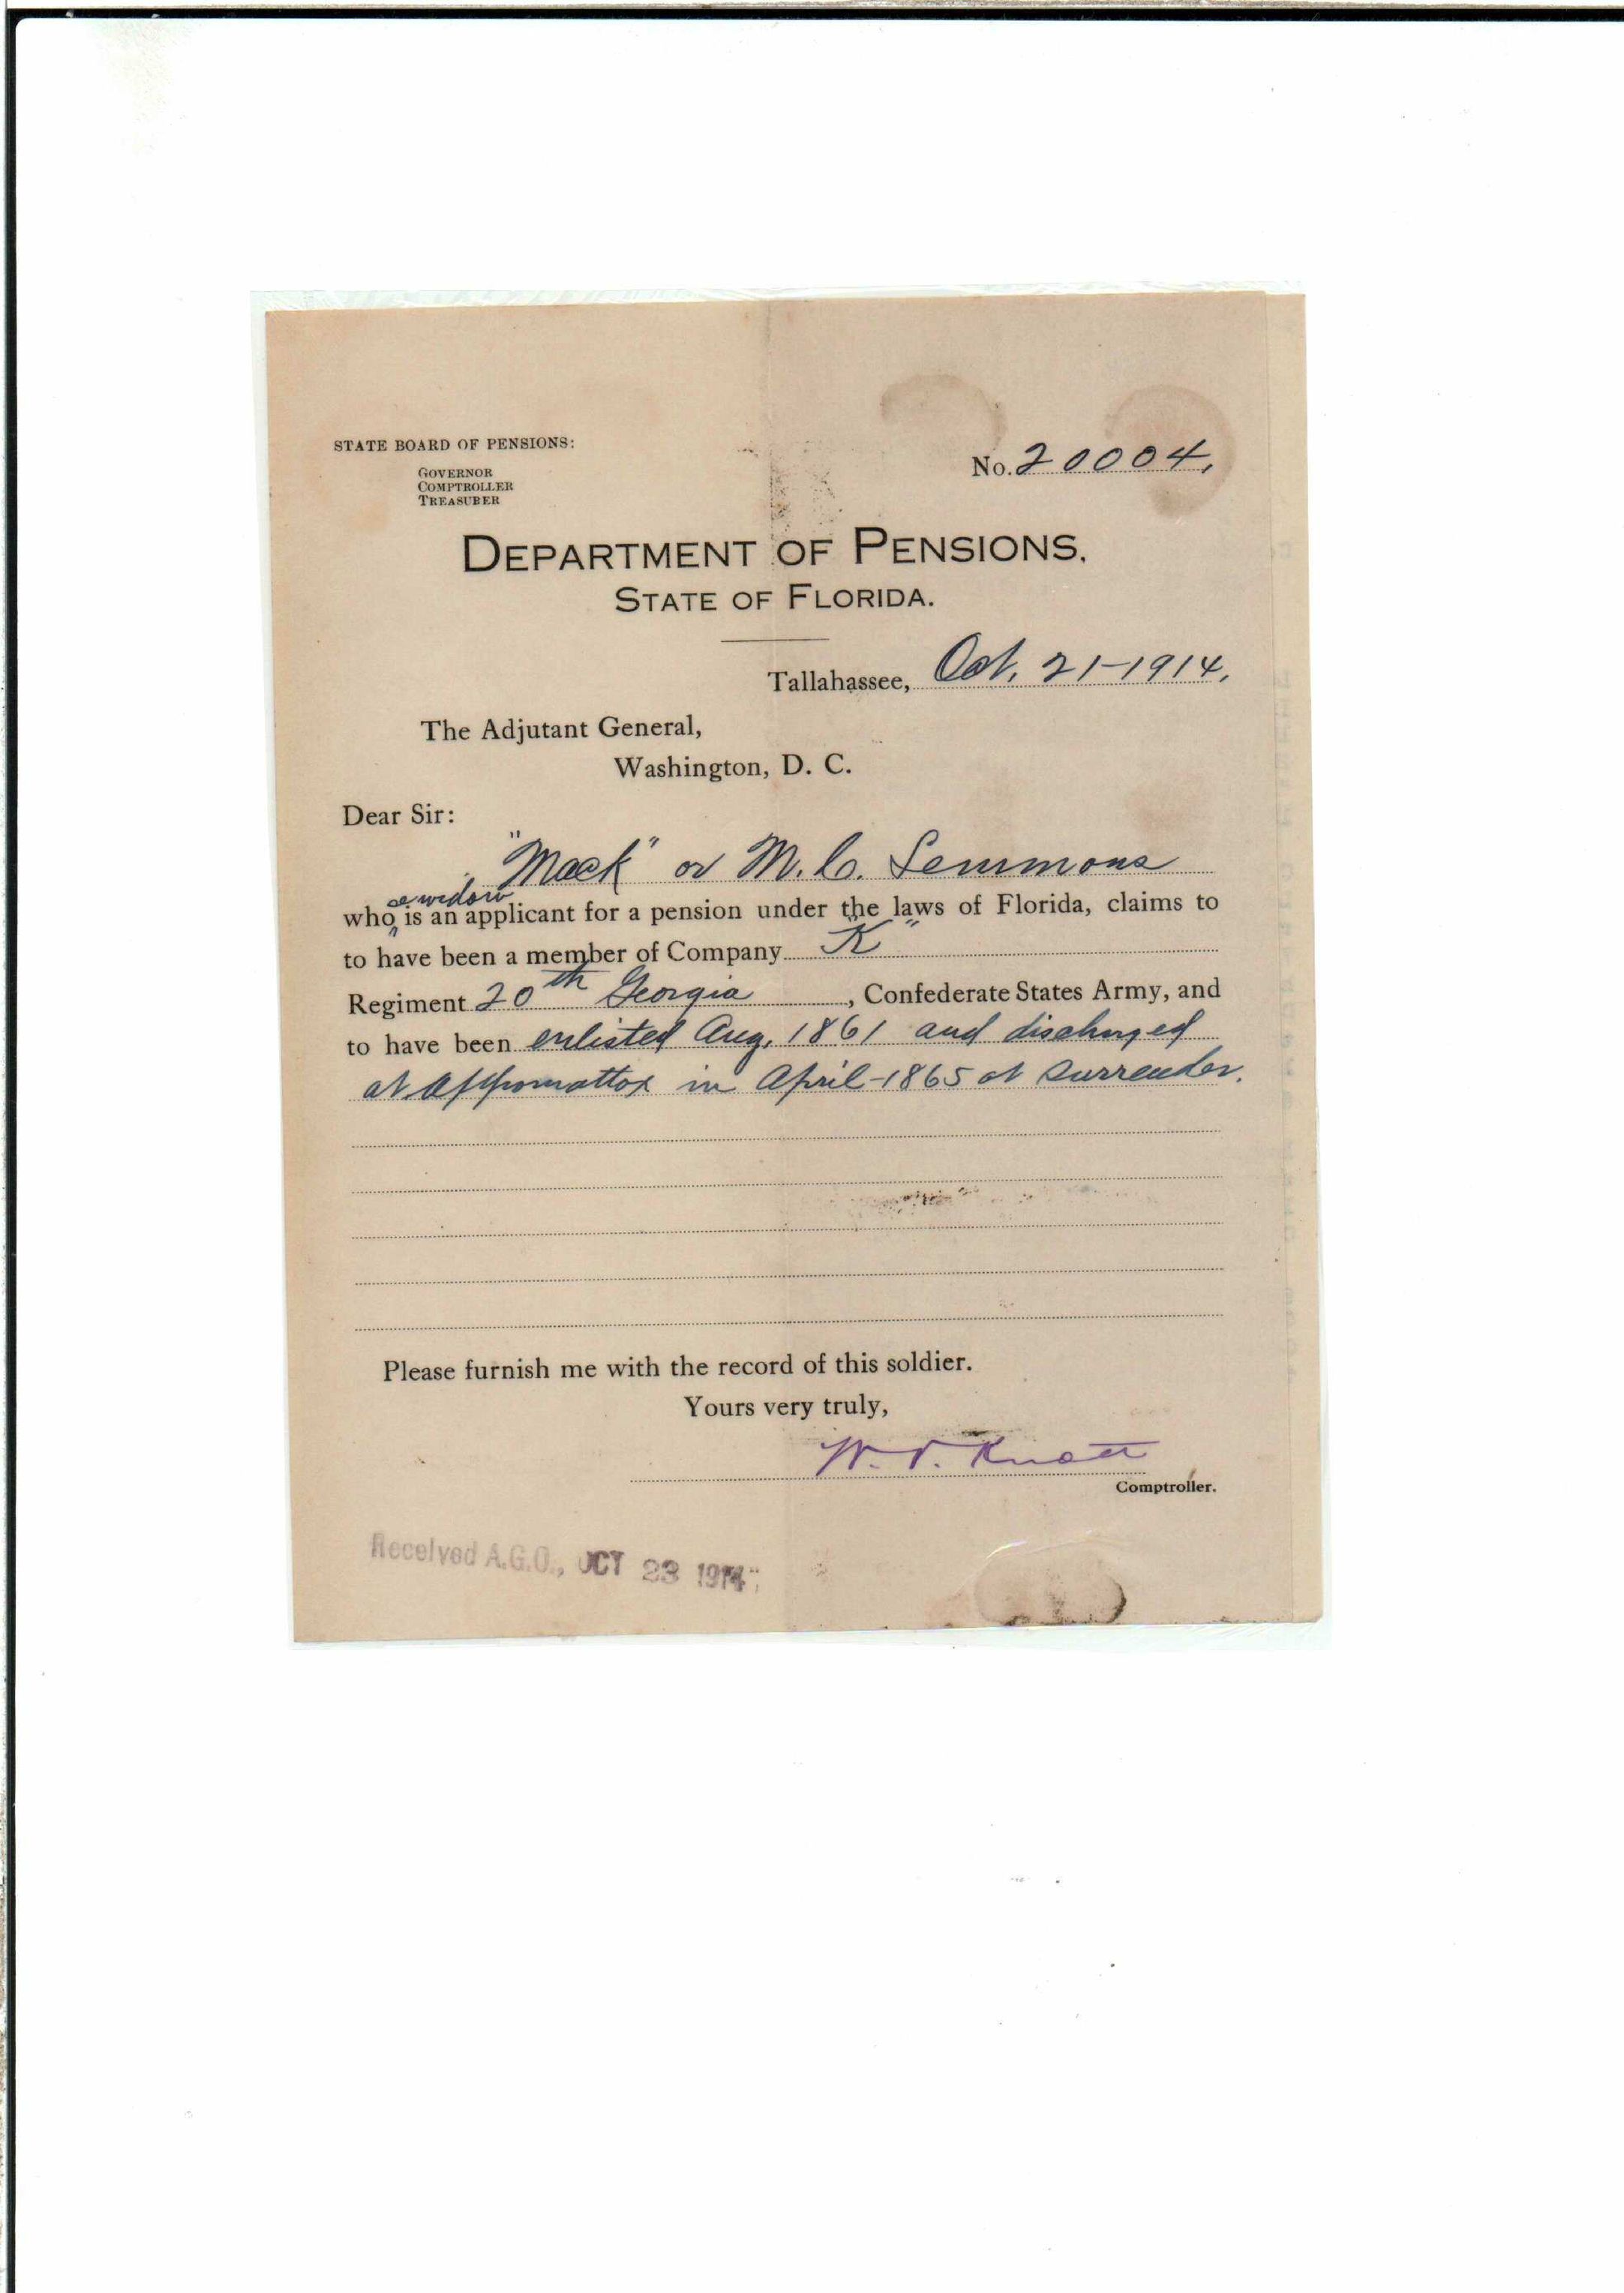 STATE BOARD OF PENSIONS:
GOVERNOR
COMPTROLLER
TREASURER
No. 20004.
DEPARTMENT OF PENSIONS.
STATE OF FLORIDA.
Tallahassee, Oct. 21-1914.
The Adjutant General,
Washington, D. C.
Dear Sir:
"Mack" or M. C. Semmons
whose widow is an applicant for a pension under the laws of Florida, claims to
to have been a member of Company "K"
Regiment 20th Georgia, Confederate States Army, and
to have been enlisted Aug. 1861 and discharged
at Appomattox in April-1865 at surrender.
Please furnish me with the record of this soldier.
Yours very truly,
W. V. Knott
Comptroller.
Received A.G.O., OCT 23 1914